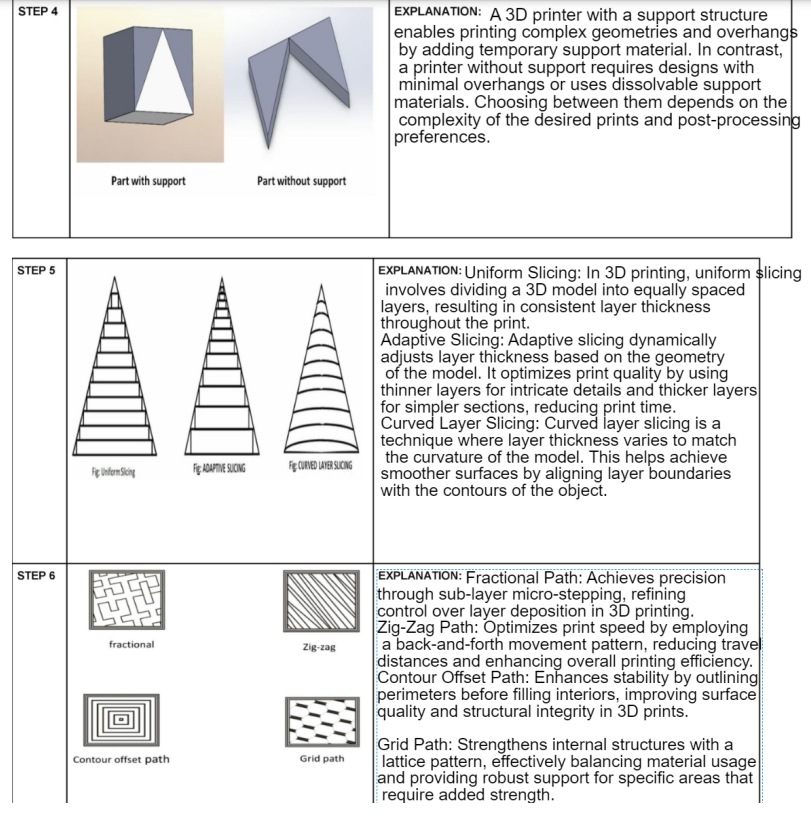 STEP 4
Part with support
Part without support
EXPLANATION: A 3D printer with a support structure
enables printing complex geometries and overhangs
by adding temporary support material. In contrast,
a printer without support requires designs with
minimal overhangs or uses dissolvable support
materials. Choosing between them depends on the
complexity of the desired prints and post-processing
preferences.
STEP 5
Fig: Uniform Slicing
Fig: ADAPTIVE SLICING
Fig: CURVED LAYER SLICING
EXPLANATION: Uniform Slicing: In 3D printing, uniform slicing
involves dividing a 3D model into equally spaced
layers, resulting in consistent layer thickness
throughout the print.
Adaptive Slicing: Adaptive slicing dynamically
adjusts layer thickness based on the geometry
of the model. It optimizes print quality by using
thinner layers for intricate details and thicker layers
for simpler sections, reducing print time.
Curved Layer Slicing: Curved layer slicing is a
technique where layer thickness varies to match
the curvature of the model. This helps achieve
smoother surfaces by aligning layer boundaries
with the contours of the object.
STEP 6
fractional
Zig-zag
Contour offset path
Grid path
EXPLANATION: Fractional Path: Achieves precision
through sub-layer micro-stepping, refining
control over layer deposition in 3D printing.
Zig-Zag Path: Optimizes print speed by employing
a back-and-forth movement pattern, reducing travel
distances and enhancing overall printing efficiency.
Contour Offset Path: Enhances stability by outlining
perimeters before filling interiors, improving surface
quality and structural integrity in 3D prints.
Grid Path: Strengthens internal structures with a
lattice pattern, effectively balancing material usage
and providing robust support for specific areas that
require added strength.